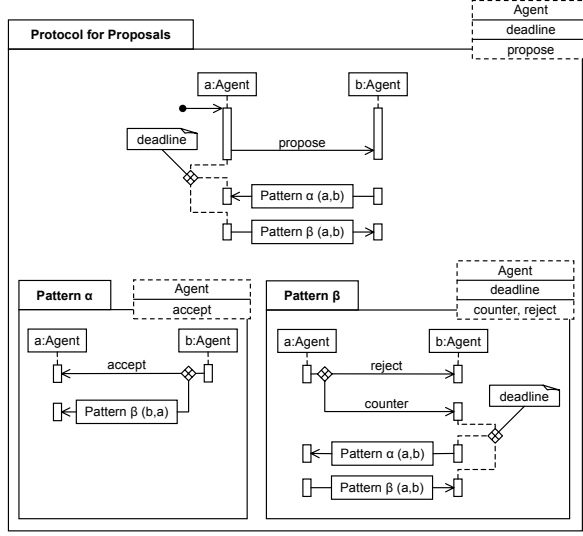 Agent
deadline
propose
Protocol for Proposals
a:Agent
b:Agent
deadline
propose
Pattern α (a,b)
Pattern β (a,b)
Pattern α
Agent
accept
a:Agent
b:Agent
accept
Pattern β (b,a)
Pattern β
Agent
deadline
counter, reject
a:Agent
b:Agent
reject
counter
deadline
Pattern α (a,b)
Pattern β (a,b)